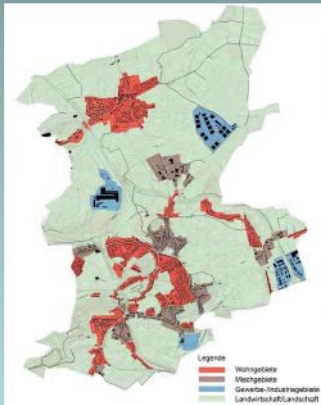 Legende
Wohngebiete
Mischgebiete
Gewerbe-/Industriegebiete
Landwirtschaft/Landschaft